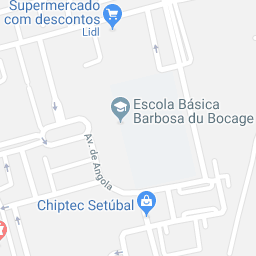 Supermercado
com descontos
Lidl
Escola Básica
Barbosa du Bocage
Av. de Angola
Chiptec Setúbal